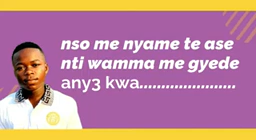 nso me nyame te ase
nti wamma me gyede
any3 kwa......................